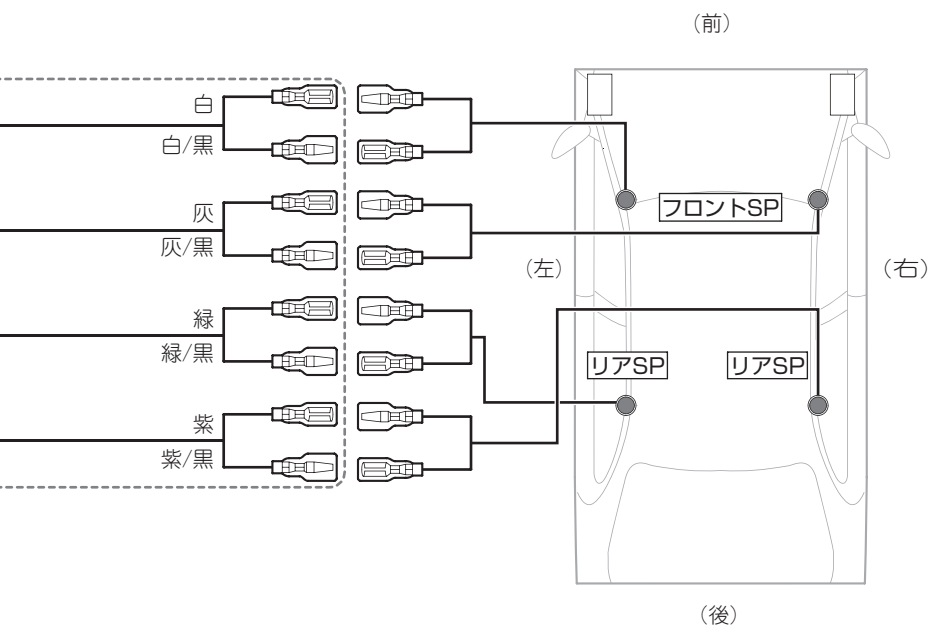 （前）
白
白/黒
灰
フロントSP
灰/黒
（左）
（右）
緑
緑/黒
リアSP
リアSP
紫
紫/黒
（後）